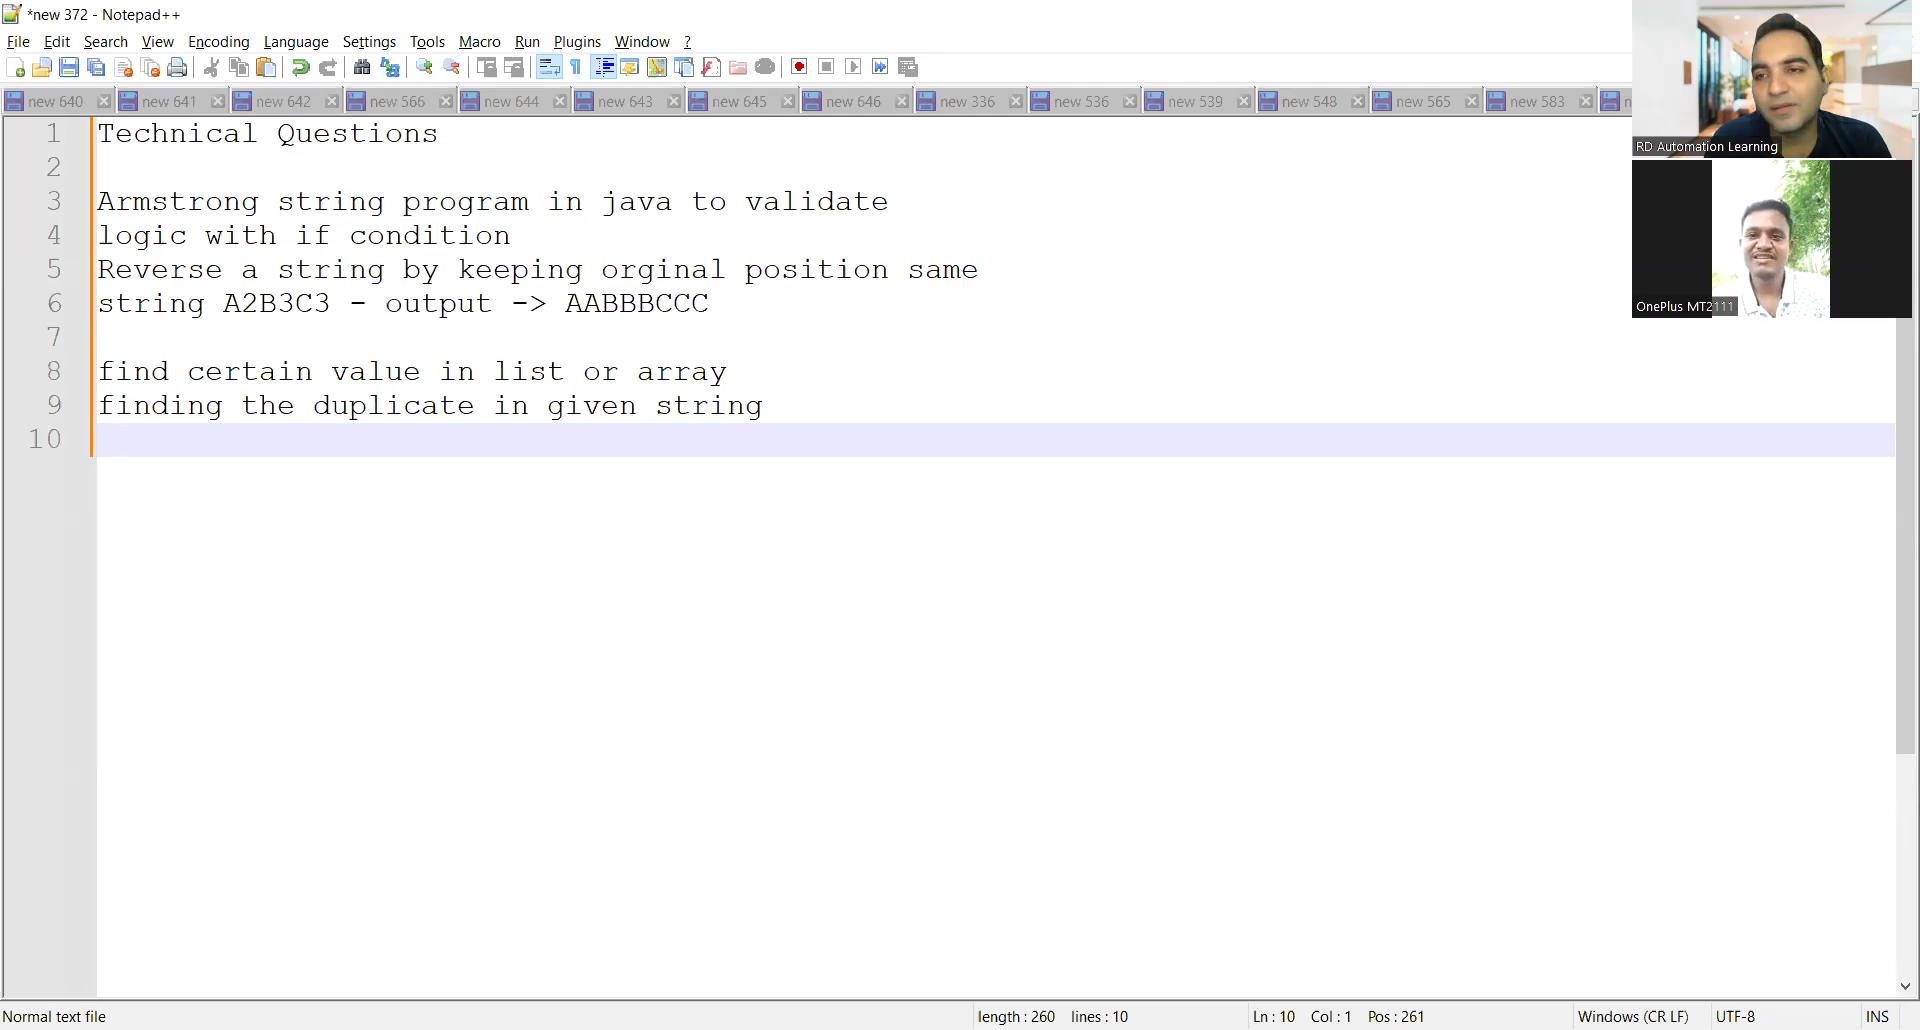 *new 372 - Notepad++
File Edit Search View Encoding Language Settings Tools Macro Run Plugins Window ?
new 640 new 641 new 642 new 566 new 644 new 643 new 645 new 646 new 336 new 536 new 539 new 548 new 565 new 583
RD Automation Learning
OnePlus MT2111
1 Technical Questions
2
3 Armstrong string program in java to validate
4 logic with if condition
5 Reverse a string by keeping orginal position same
6 string A2B3C3 - output -> AABBBCCC
7
8 find certain value in list or array
9 finding the duplicate in given string
10
Normal text file length : 260 lines : 10 Ln : 10 Col : 1 Pos : 261 Windows (CR LF) UTF-8 INS